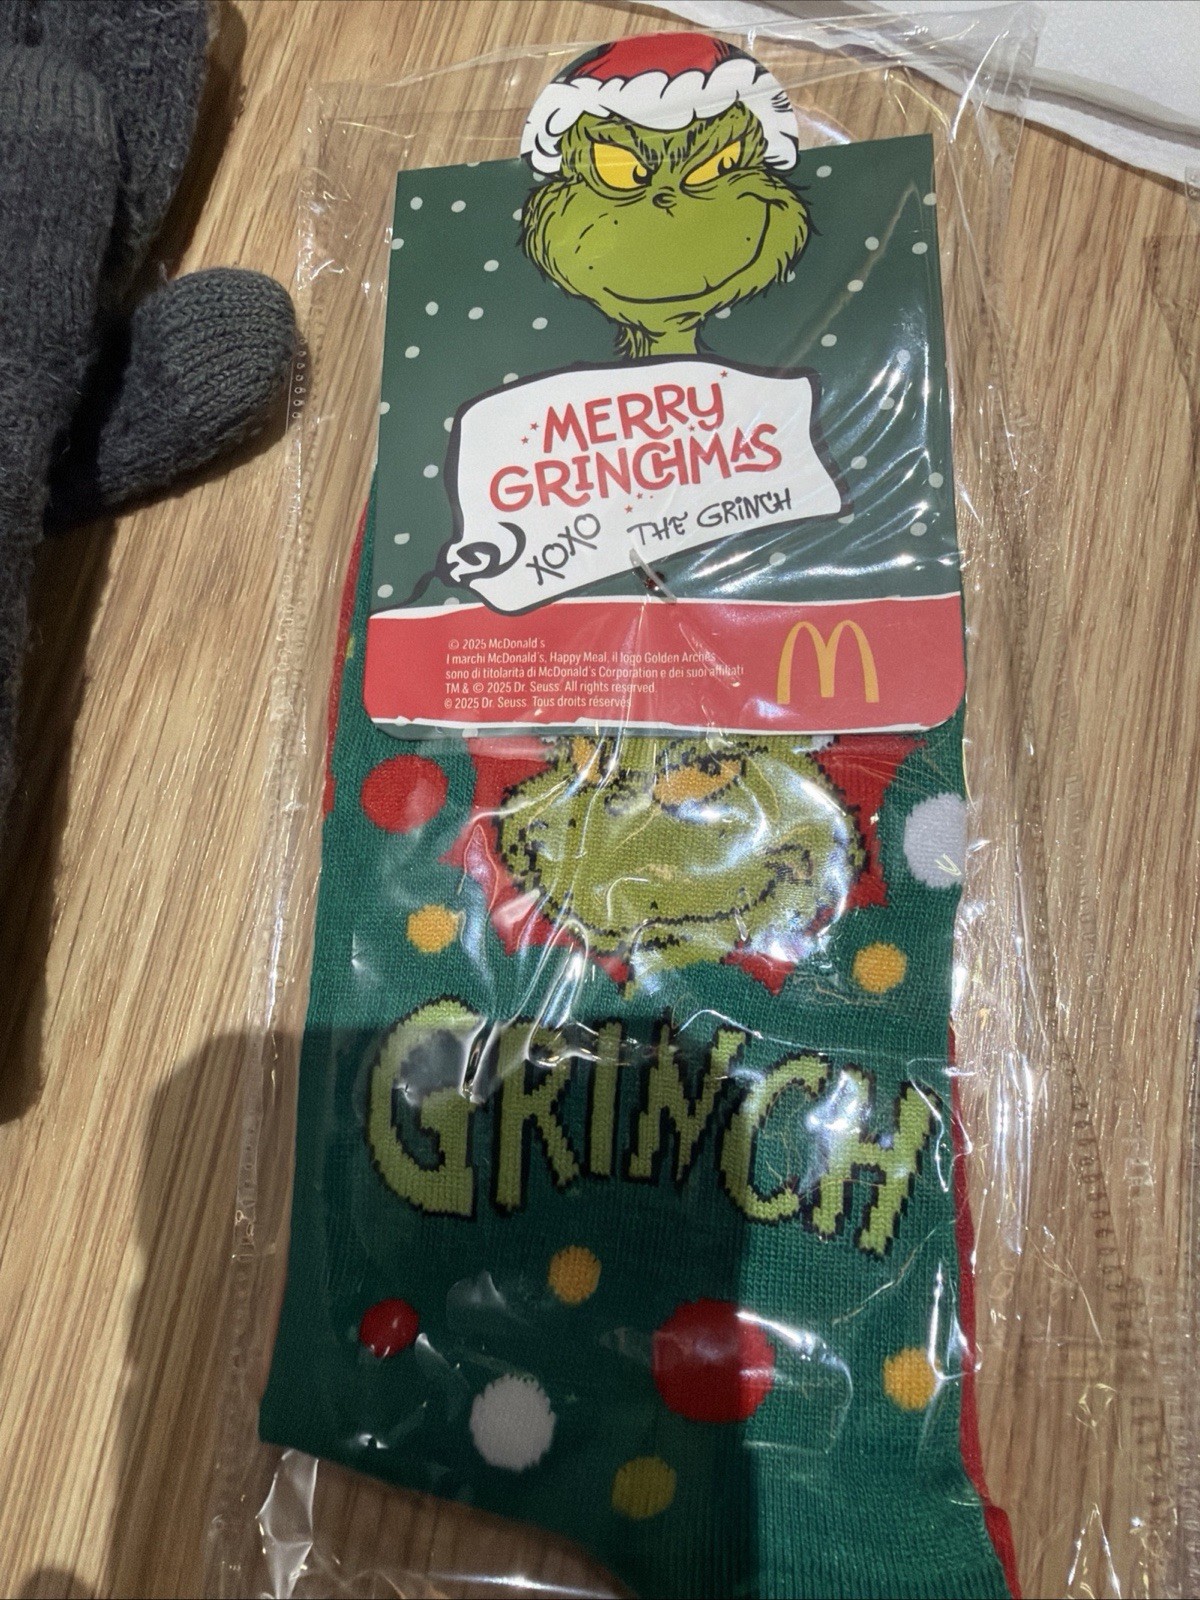 MERRY
GRINCHMAS
XOXO THE GRINCH
© 2025 McDonald's
I marchi McDonald's, Happy Meal, il logo Golden Arches
sono di titolarità di McDonald's Corporation e dei suoi affiliati
TM & © 2025 Dr. Seuss. All rights reserved.
© 2025 Dr. Seuss. Tous droits réservés.
GRINCH